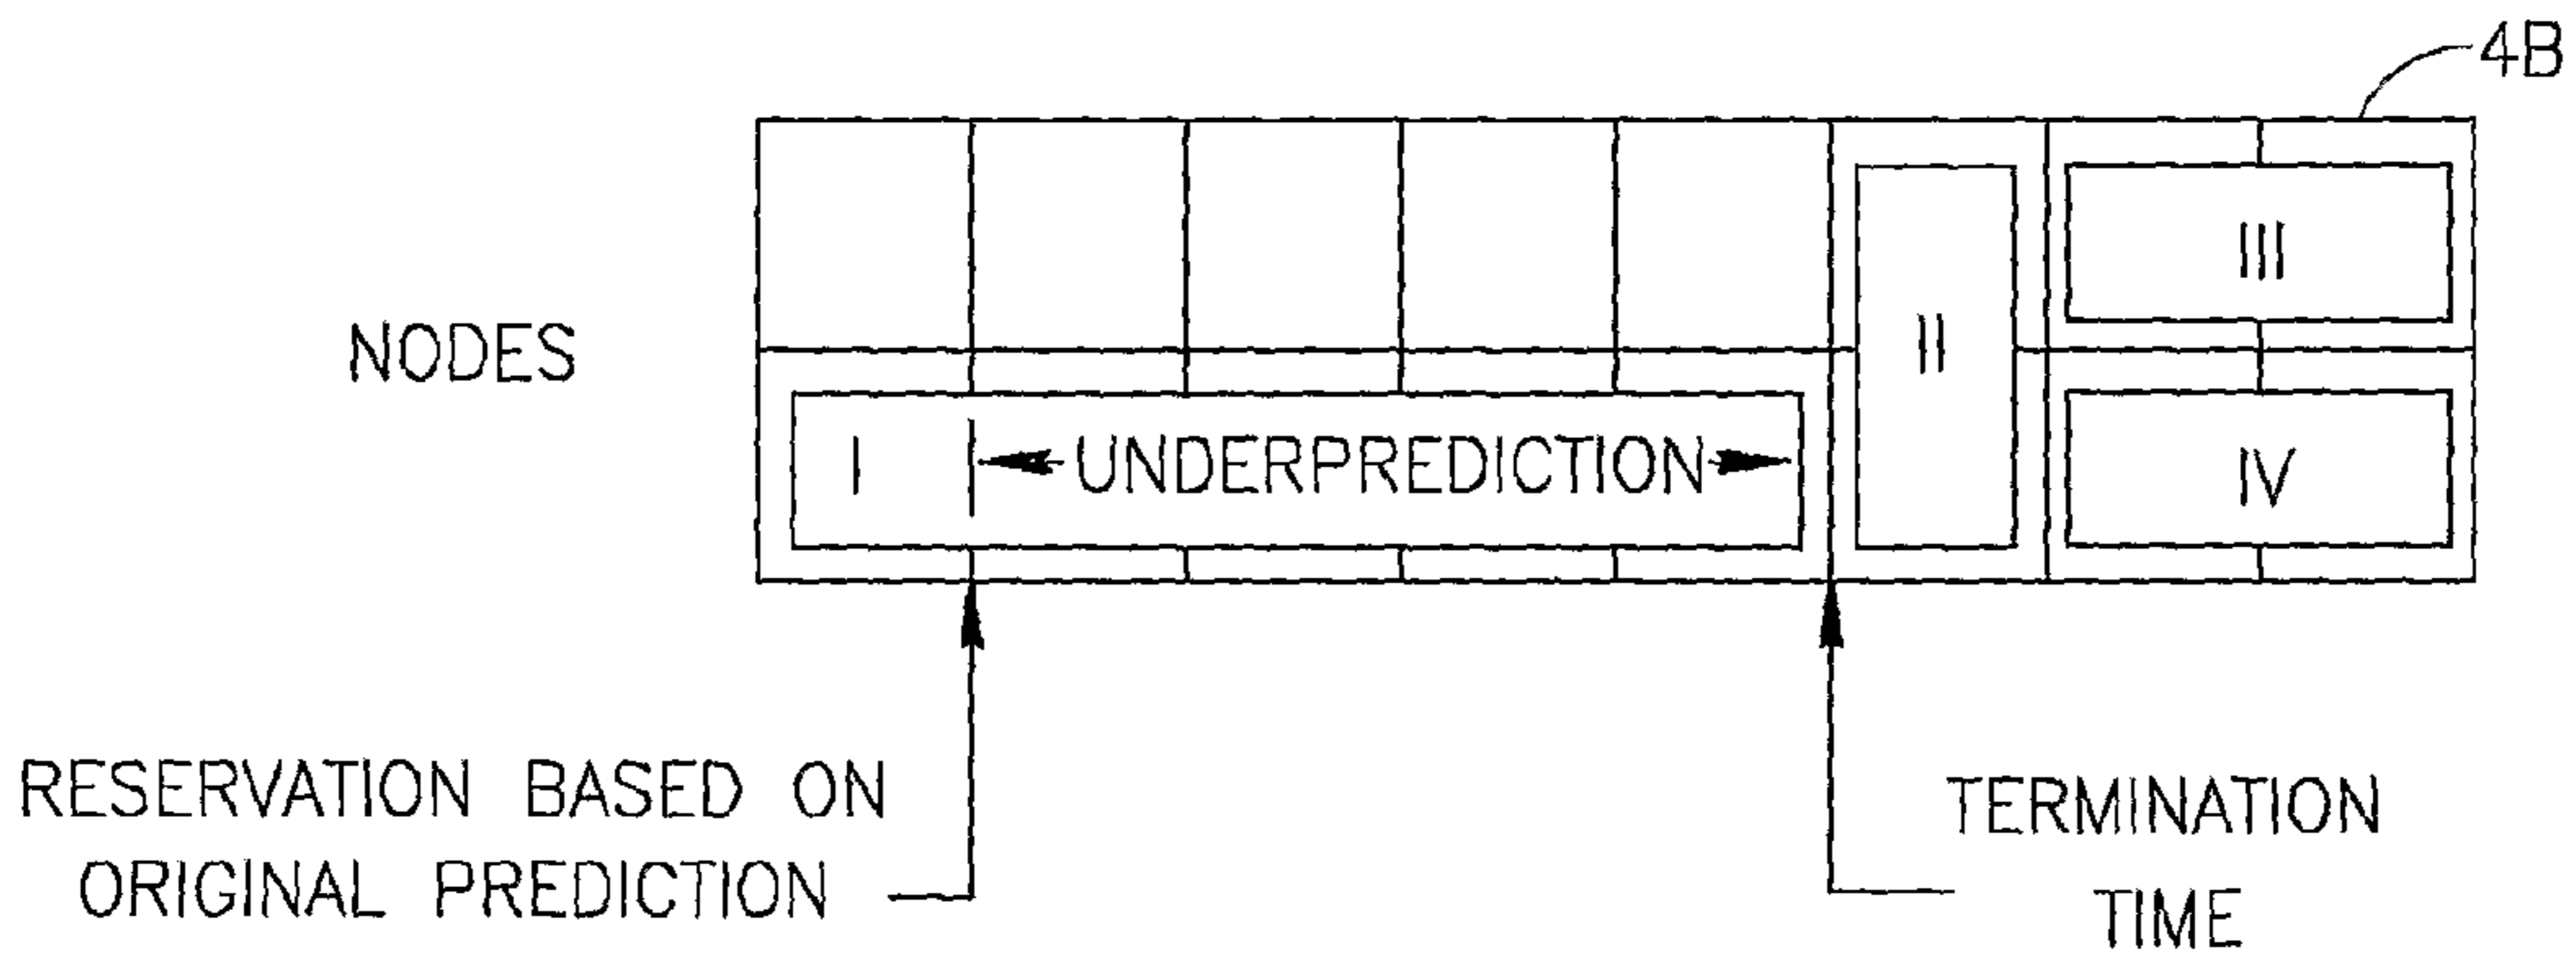 4B
NODES
I
UNDERPREDICTION
II
III
IV
RESERVATION BASED ON
ORIGINAL PREDICTION
TERMINATION
TIME